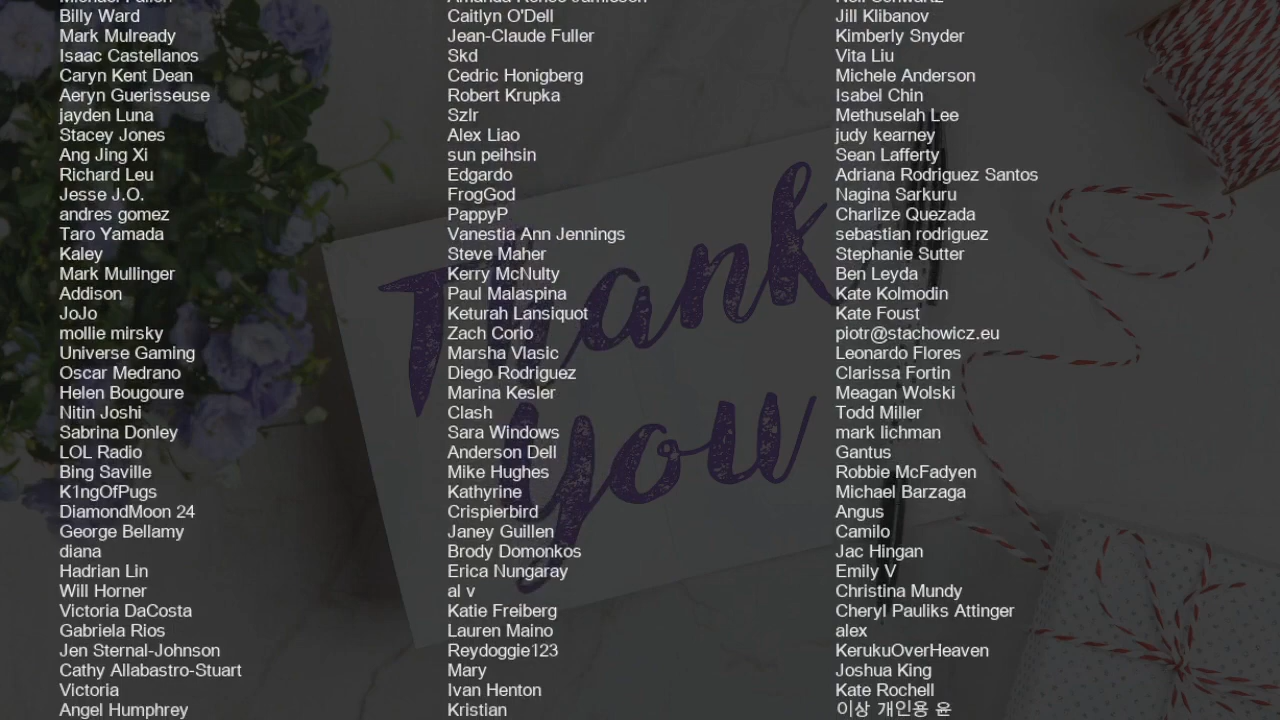 Billy Ward
Mark Mulready
Isaac Castellanos
Caryn Kent Dean
Aeryn Guerisseuse
jayden Luna
Stacey Jones
Ang Jing Xi
Richard Leu
Jesse J.O.
andres gomez
Taro Yamada
Kaley
Mark Mullinger
Addison
JoJo
mollie mirsky
Universe Gaming
Oscar Medrano
Helen Bougoure
Nitin Joshi
Sabrina Donley
LOL Radio
Bing Saville
K1ngOfPugs
DiamondMoon 24
George Bellamy
diana
Hadrian Lin
Will Horner
Victoria DaCosta
Gabriela Rios
Jen Sternal-Johnson
Cathy Allabastro-Stuart
Victoria
Angel Humphrey
Caitlyn O'Dell
Jean-Claude Fuller
Skd
Cedric Honigberg
Robert Krupka
Szlr
Alex Liao
sun peihsin
Edgardo
FrogGod
PappyP
Vanestia Ann Jennings
Steve Maher
Kerry McNulty
Paul Malaspina
Keturah Lansiquot
Zach Corio
Marsha Vlasic
Diego Rodriguez
Marina Kesler
Clash
Sara Windows
Anderson Dell
Mike Hughes
Kathyrine
Crispierbird
Janey Guillen
Brody Domonkos
Erica Nungaray
al v
Katie Freiberg
Lauren Maino
Reydoggie123
Mary
Ivan Henton
Kristian
Jill Klibanov
Kimberly Snyder
Vita Liu
Michele Anderson
Isabel Chin
Methuselah Lee
judy kearney
Sean Lafferty
Adriana Rodriguez Santos
Nagina Sarkuru
Charlize Quezada
sebastian rodriguez
Stephanie Sutter
Ben Leyda
Kate Kolmodin
Kate Foust
piotr@stachowicz.eu
Leonardo Flores
Clarissa Fortin
Meagan Wolski
Todd Miller
mark lichman
Gantus
Robbie McFadyen
Michael Barzaga
Angus
Camilo
Jac Hingan
Emily V
Christina Mundy
Cheryl Pauliks Attinger
alex
KerukuOverHeaven
Joshua King
Kate Rochell
이상 개인용 윤
Thank
you